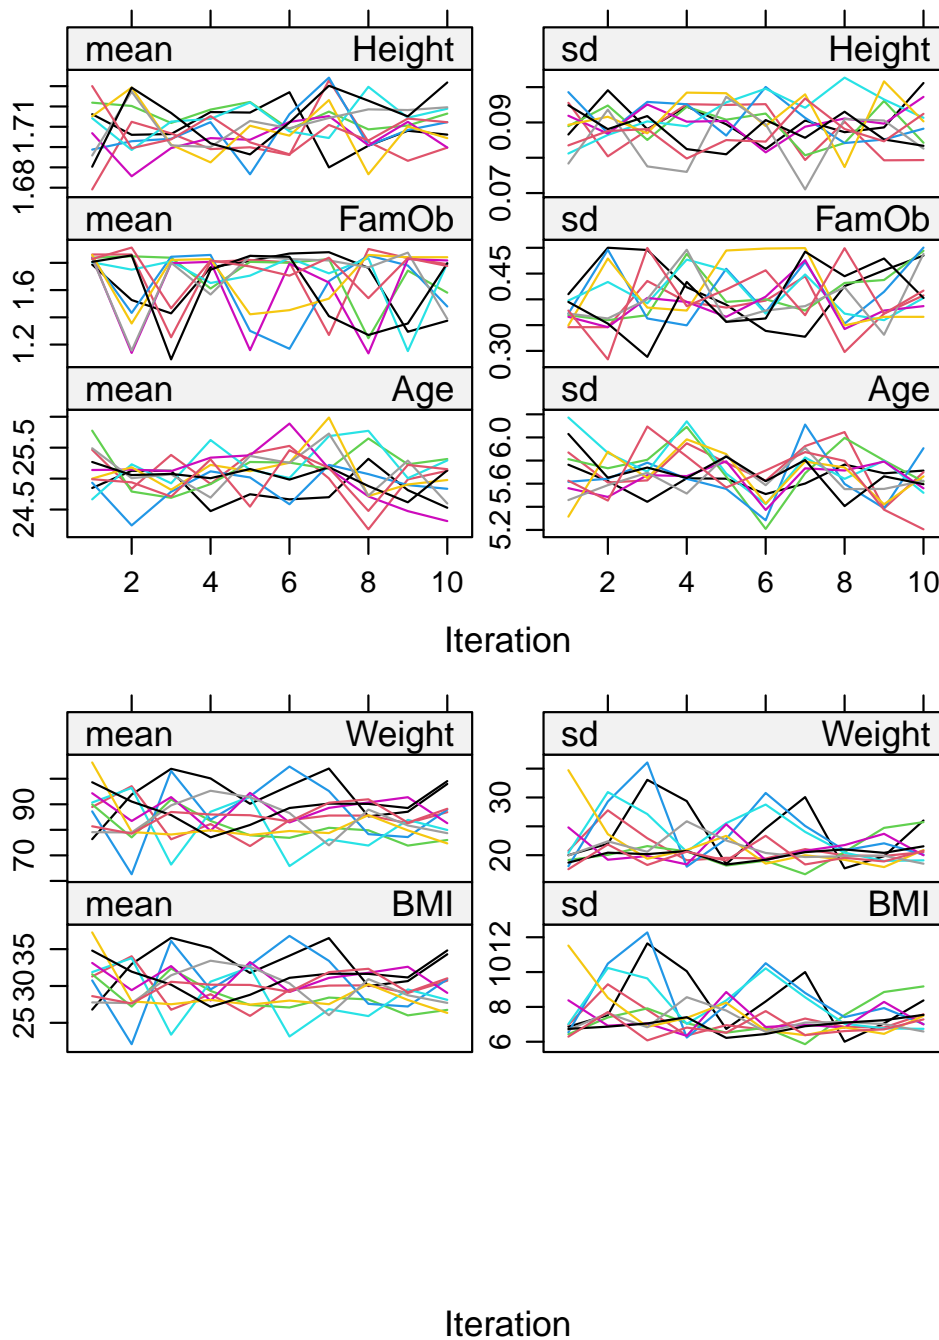 mean Height sd Height
1.68 1.71
0.07 0.09
mean FamOb sd FamOb
1.2 1.6
0.30 0.45
mean Age sd Age
24.5 25.5
5.2 5.6 6.0
2 4 6 8 10 2 4 6 8 10
Iteration
mean Weight sd Weight
70 90
20 30
mean BMI sd BMI
25 30 35
6 8 10 12
Iteration